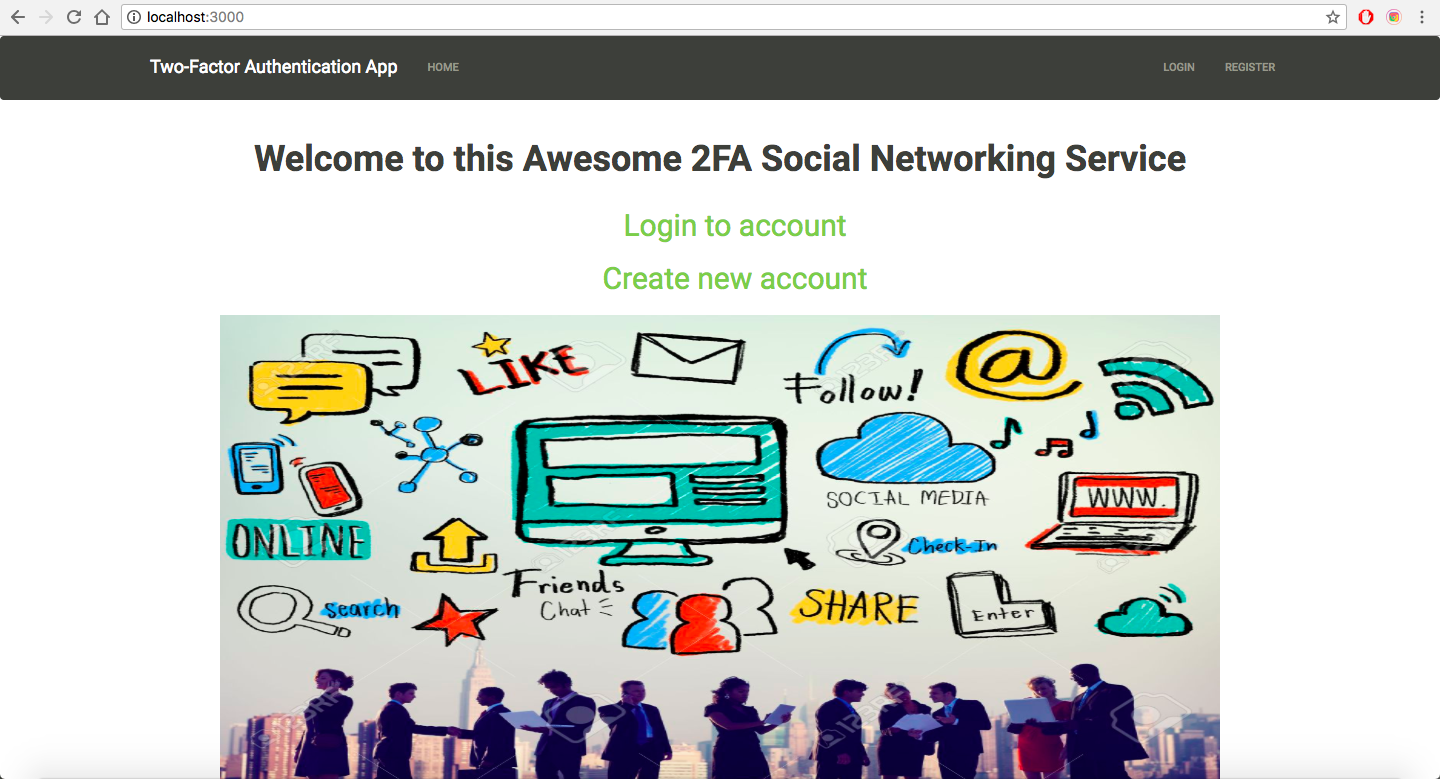 localhost:3000
Two-Factor Authentication App HOME LOGIN REGISTER
Welcome to this Awesome 2FA Social Networking Service
Login to account
Create new account
LIKE
Follow!
@
SOCIAL MEDIA
WWW.
ONLINE
Check-In
Friends
Chat
search
SHARE
Enter
123RF